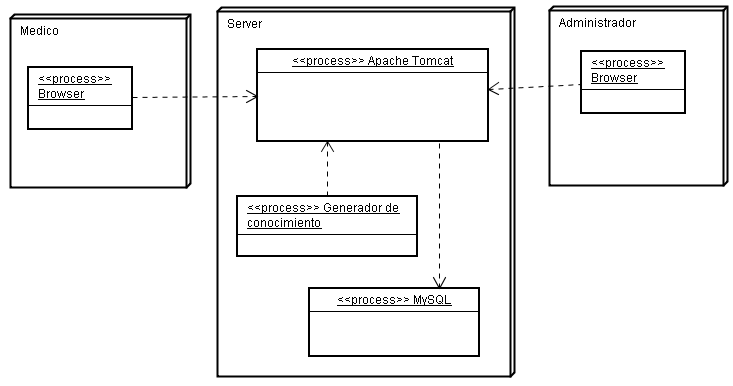 Medico
<<process>>
Browser
Server
<<process>> Apache Tomcat
<<process>> Generador de
conocimiento
<<process>> MySQL
Administrador
<<process>>
Browser